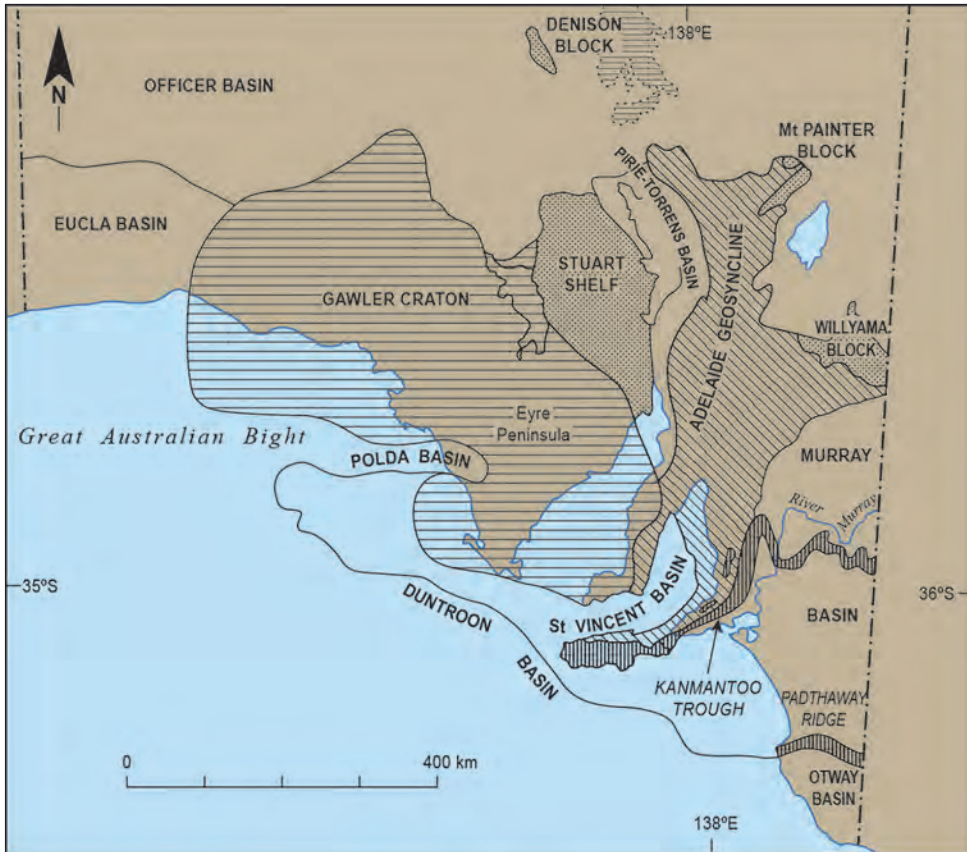 DENISON
BLOCK
138ºE
N
OFFICER BASIN
Mt PAINTER
BLOCK
PIRIE-TORRENS BASIN
EUCLA BASIN
STUART
SHELF
GAWLER CRATON
ADELAIDE GEOSYNCLINE
WILLYAMA
BLOCK
Eyre
Peninsula
Great Australian Bight
POLDA BASIN
MURRAY
River
Murray
35ºS
36ºS
DUNTROON
BASIN
St VINCENT BASIN
BASIN
KANMANTOO
TROUGH
PADTHAWAY
RIDGE
0
400 km
OTWAY
BASIN
138ºE